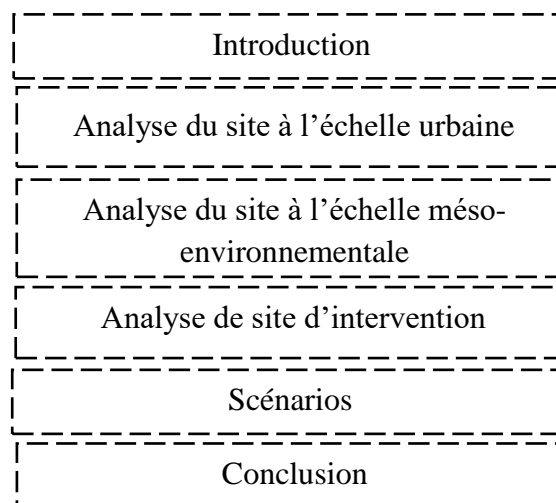 Introduction
Analyse du site à l’échelle urbaine
Analyse du site à l’échelle méso-
environnementale
Analyse de site d’intervention
Scénarios
Conclusion